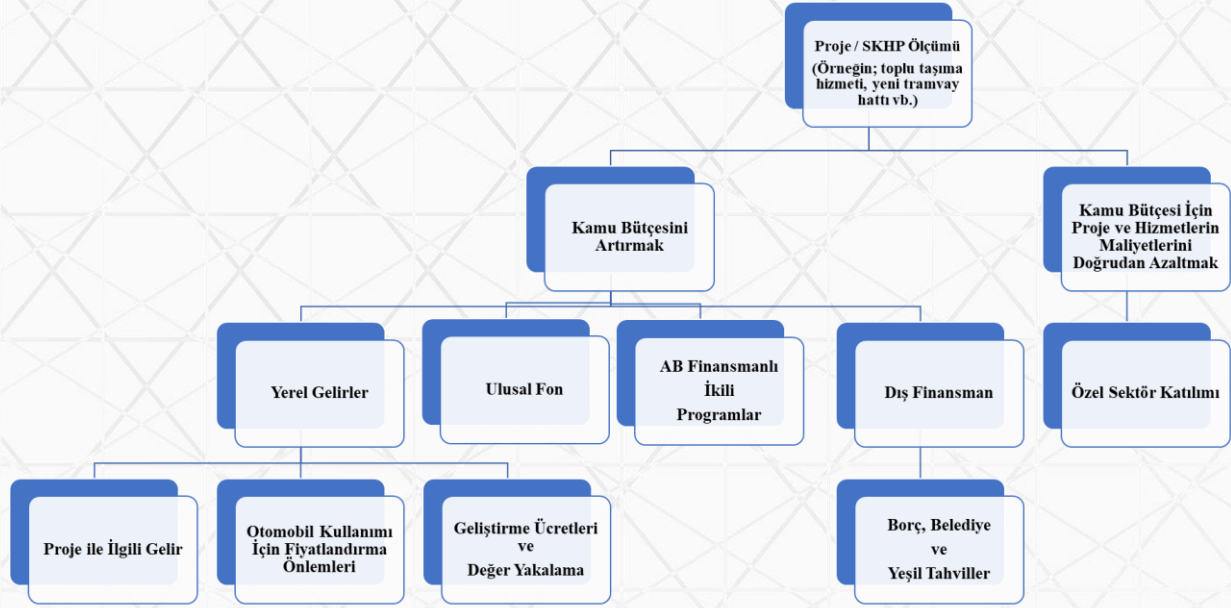 Proje / SKHP Ölçümü
(Örneğin; toplu taşıma
hizmeti, yeni tramvay
hattı vb.)
Kamu Bütçesini
Artırmak
Kamu Bütçesi İçin
Proje ve Hizmetlerin
Maliyetlerini
Doğrudan Azaltmak
Yerel Gelirler
Ulusal Fon
AB Finansmanlı
İkili
Programlar
Dış Finansman
Özel Sektör Katılımı
Proje ile İlgili Gelir
Otomobil Kullanımı
İçin Fiyatlandırma
Önlemleri
Geliştirme Ücretleri
ve
Değer Yakalama
Borç, Belediye
ve
Yeşil Tahviller